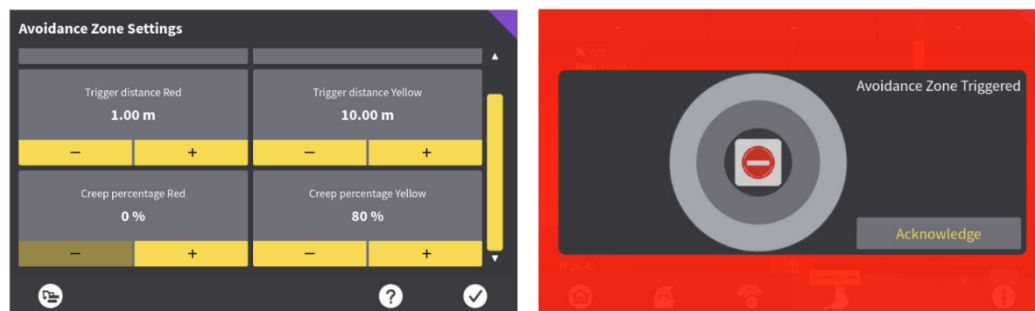 Avoidance Zone Settings
Trigger distance Red
1.00 m
Trigger distance Yellow
10.00 m
− +
− +
Creep percentage Red
0 %
Creep percentage Yellow
80 %
− +
− +
?
Avoidance Zone Triggered
Acknowledge